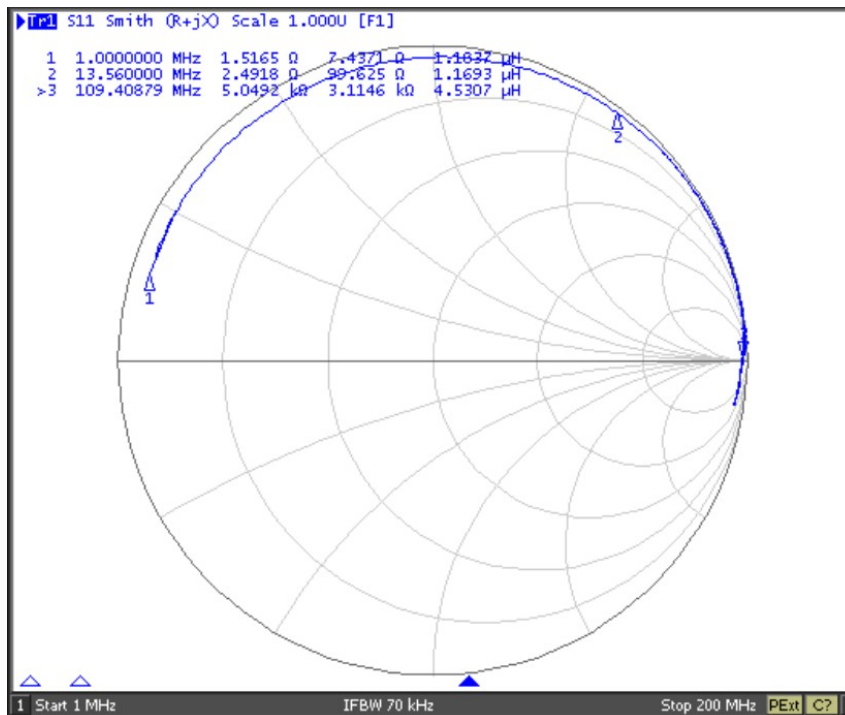 Tr1 S11 Smith (R+jX) Scale 1.000U [F1]
1 1.0000000 MHz 1.5165 Ω 7.4371 Ω 1.1837 μH
2 13.560000 MHz 2.4918 Ω 99.625 Ω 1.1693 μH
>3 109.40879 MHz 5.0492 kΩ 3.1146 kΩ 4.5307 μH
2
1
1 Start 1 MHz IFBW 70 kHz Stop 200 MHz PExt C?